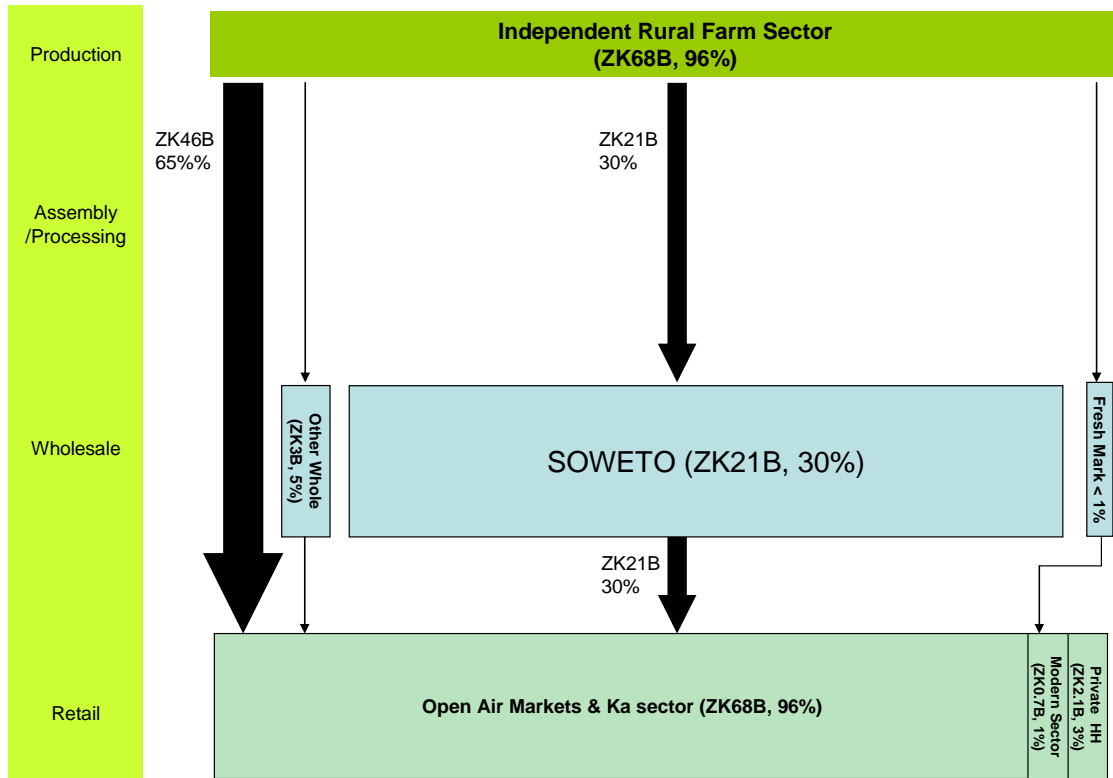 Production
Independent Rural Farm Sector
(ZK68B, 96%)
ZK46B
65%%
ZK21B
30%
Assembly
/Processing
Wholesale
Other Whole
(ZK3B, 5%)
SOWETO (ZK21B, 30%)
Fresh Mark < 1%
ZK21B
30%
Retail
Open Air Markets & Ka sector (ZK68B, 96%)
Modern Sector
(ZK0.7B, 1%)
Private HH
(ZK2.1B, 3%)